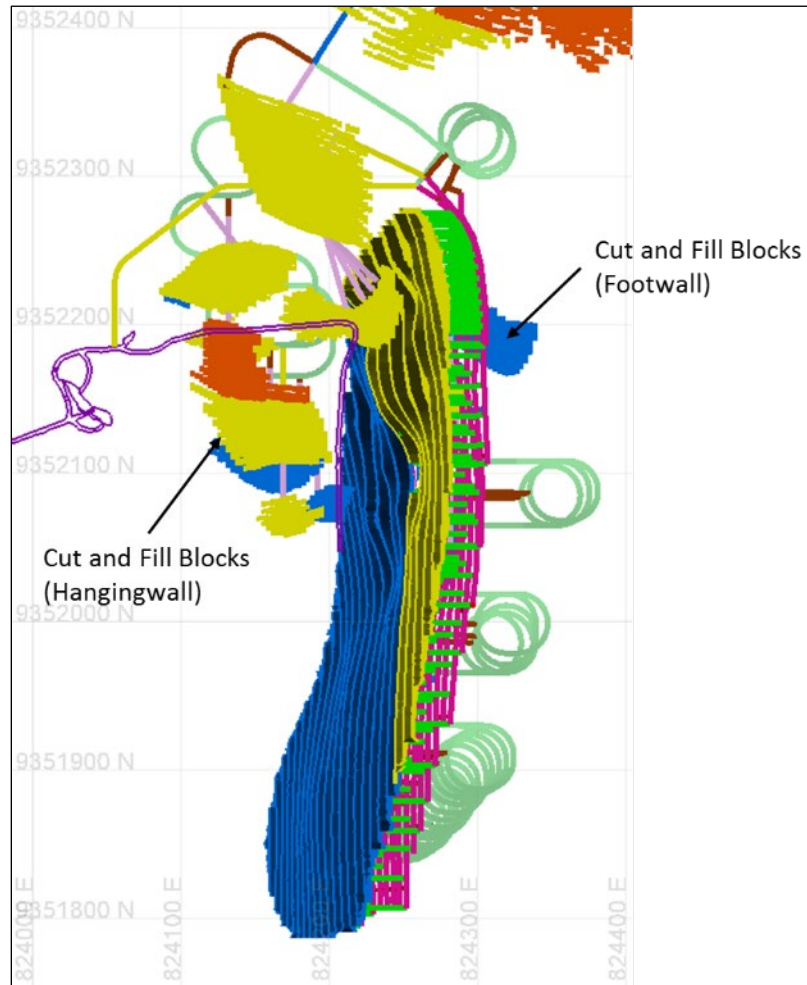 9352400 N
9352300 N
Cut and Fill Blocks
(Footwall)
9352200 N
9352100 N
Cut and Fill Blocks
(Hangingwall)
9352000 N
9351900 N
9351800 N
824000 E
824100 E
824300 E
824400 E